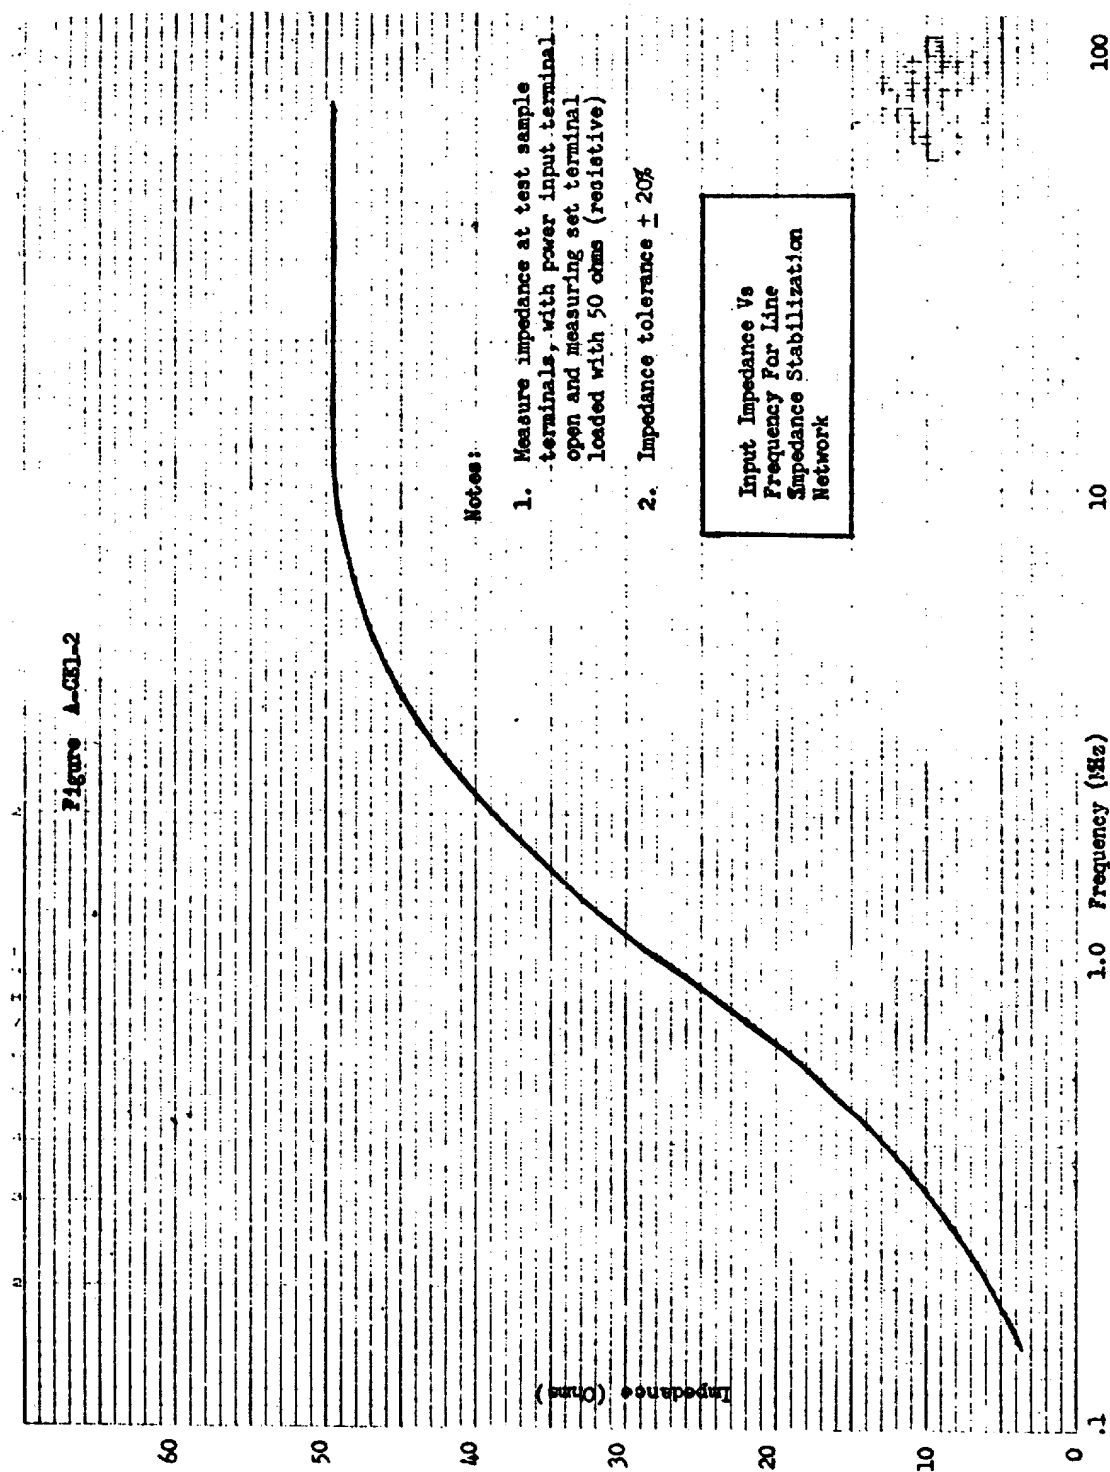 Figure A-CE1-2
60
50
40
30
20
10
0
Impedance (Ohms)
Notes:
1. Measure impedance at test sample
terminals, with power input terminal
open and measuring set terminal
loaded with 50 ohms (resistive)
2. Impedance tolerance ± 20%
Input Impedance Vs
Frequency For Line
Impedance Stabilization
Network
.1
1.0
Frequency (MHz)
10
100